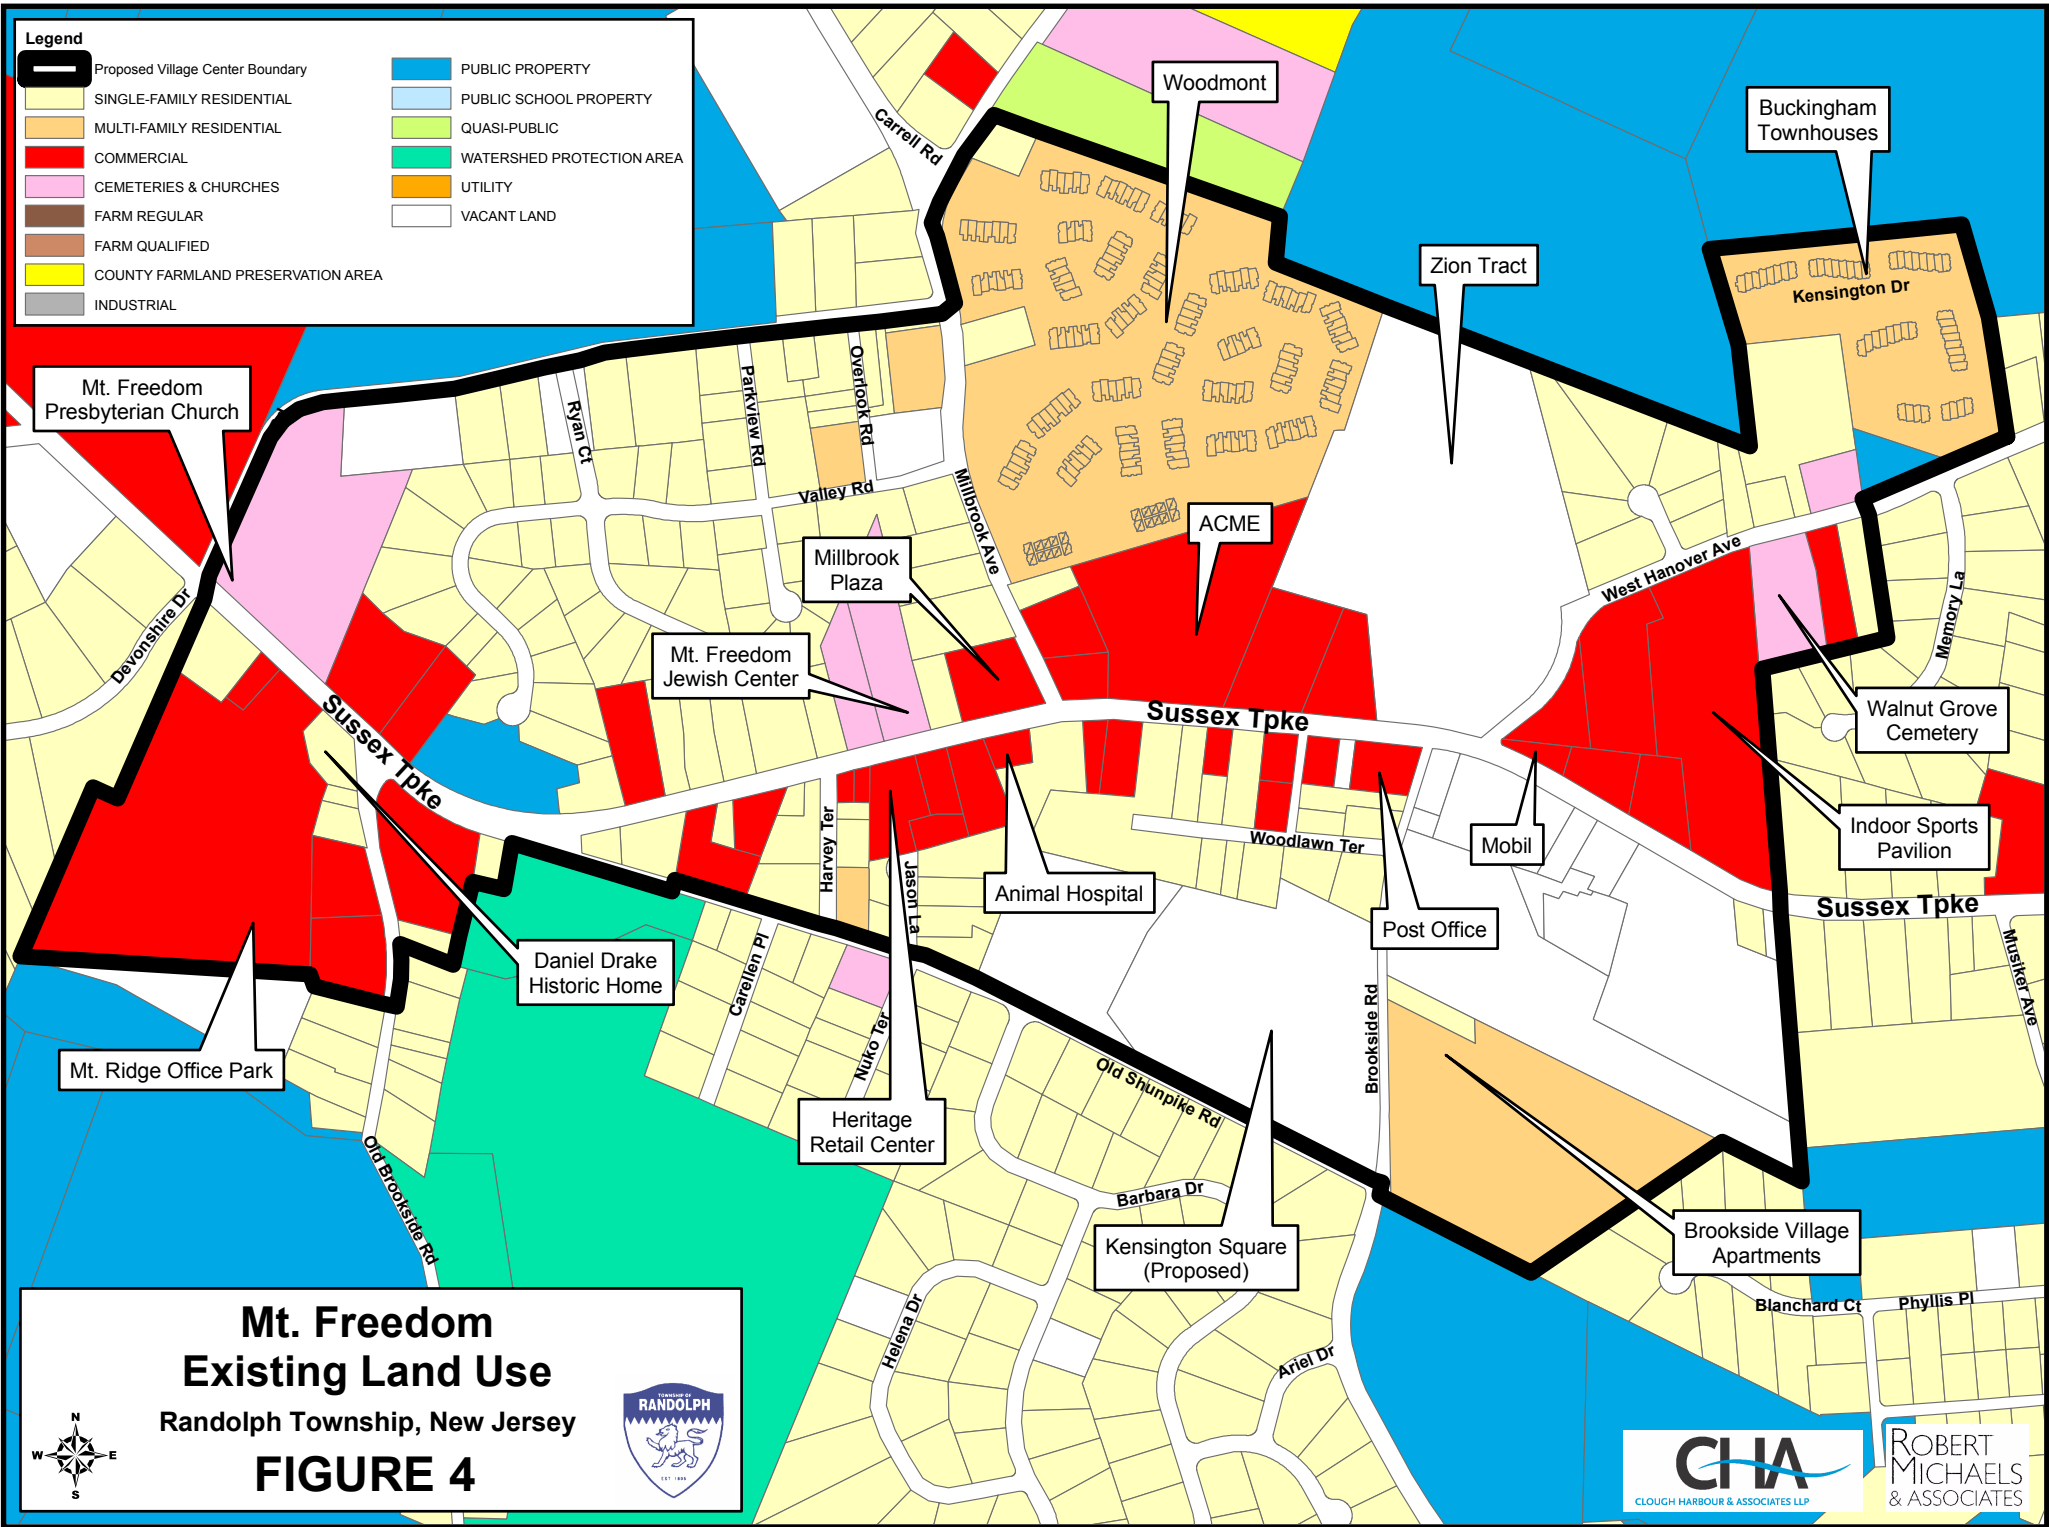 Legend
Proposed Village Center Boundary
SINGLE-FAMILY RESIDENTIAL
MULTI-FAMILY RESIDENTIAL
COMMERCIAL
CEMETERIES & CHURCHES
FARM REGULAR
FARM QUALIFIED
COUNTY FARMLAND PRESERVATION AREA
INDUSTRIAL
PUBLIC PROPERTY
PUBLIC SCHOOL PROPERTY
QUASI-PUBLIC
WATERSHED PROTECTION AREA
UTILITY
VACANT LAND
Carrell Rd
Woodmont
Buckingham
Townhouses
Zion Tract
Kensington Dr
Mt. Freedom
Presbyterian Church
Ryan Ct
Parkview Rd
Overlook Rd
Valley Rd
Millbrook Ave
ACME
Millbrook
Plaza
West Hanover Ave
Memory La
Devonshire Dr
Mt. Freedom
Jewish Center
Sussex Tpke
Sussex Tpke
Walnut Grove
Cemetery
Harvey Ter
Jason La
Woodlawn Ter
Mobil
Indoor Sports
Pavilion
Animal Hospital
Post Office
Sussex Tpke
Musiker Ave
Daniel Drake
Historic Home
Carellen Pl
Nuko Ter
Brookside Rd
Mt. Ridge Office Park
Old Shunpike Rd
Heritage
Retail Center
Old Brookside Rd
Barbara Dr
Kensington Square
(Proposed)
Brookside Village
Apartments
Blanchard Ct
Phyllis Pl
Helena Dr
Ariel Dr
Mt. Freedom
Existing Land Use
Randolph Township, New Jersey
FIGURE 4
N
W
E
S
TOWNSHIP OF
RANDOLPH
EST 1806
CHA
CLOUGH HARBOUR & ASSOCIATES LLP
ROBERT
MICHAELS
& ASSOCIATES